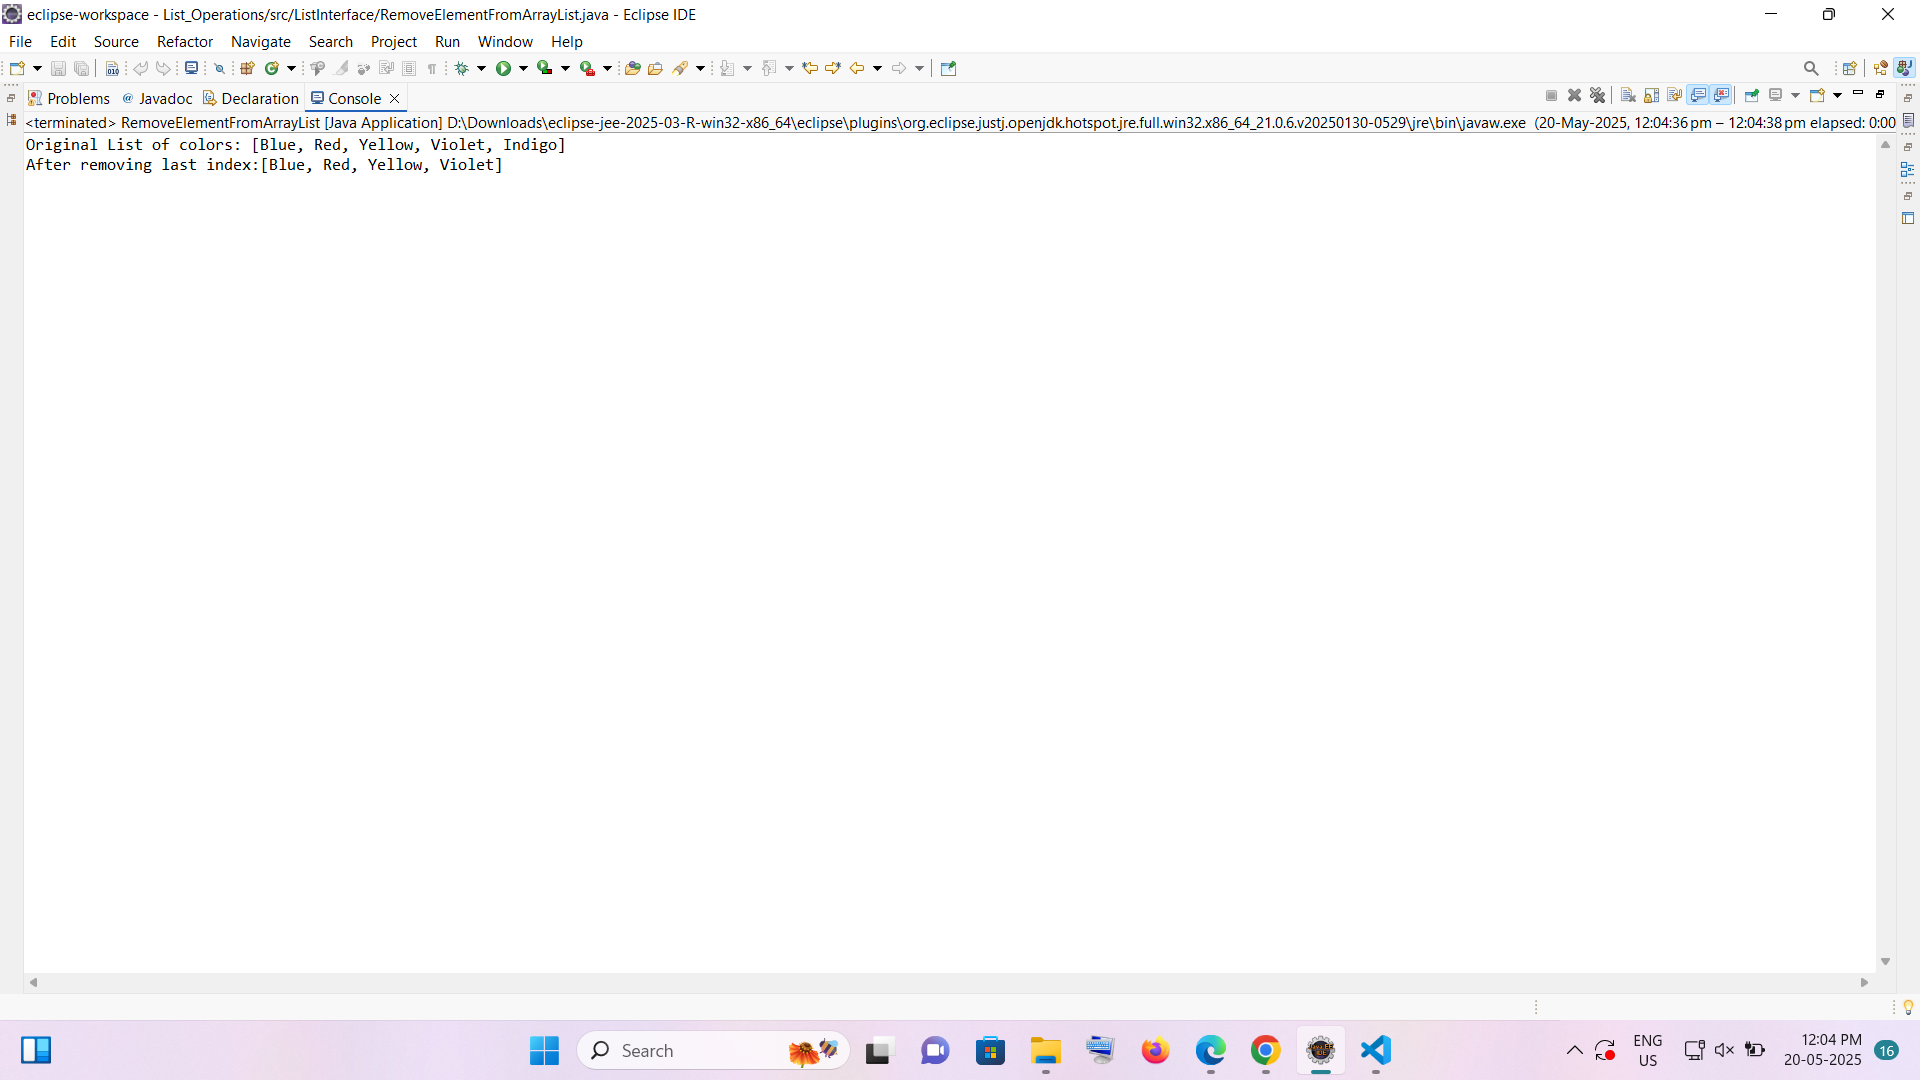 eclipse-workspace - List_Operations/src/ListInterface/RemoveElementFromArrayList.java - Eclipse IDE
File Edit Source Refactor Navigate Search Project Run Window Help
Problems @ Javadoc Declaration Console
<terminated> RemoveElementFromArrayList [Java Application] D:\Downloads\eclipse-jee-2025-03-R-win32-x86_64\eclipse\plugins\org.eclipse.justj.openjdk.hotspot.jre.full.win32.x86_64_21.0.6.v20250130-0529\jre\bin\javaw.exe (20-May-2025, 12:04:36 pm – 12:04:38 pm elapsed: 0:00
Original List of colors: [Blue, Red, Yellow, Violet, Indigo]
After removing last index:[Blue, Red, Yellow, Violet]
Search
ENG
US
12:04 PM
20-05-2025
16